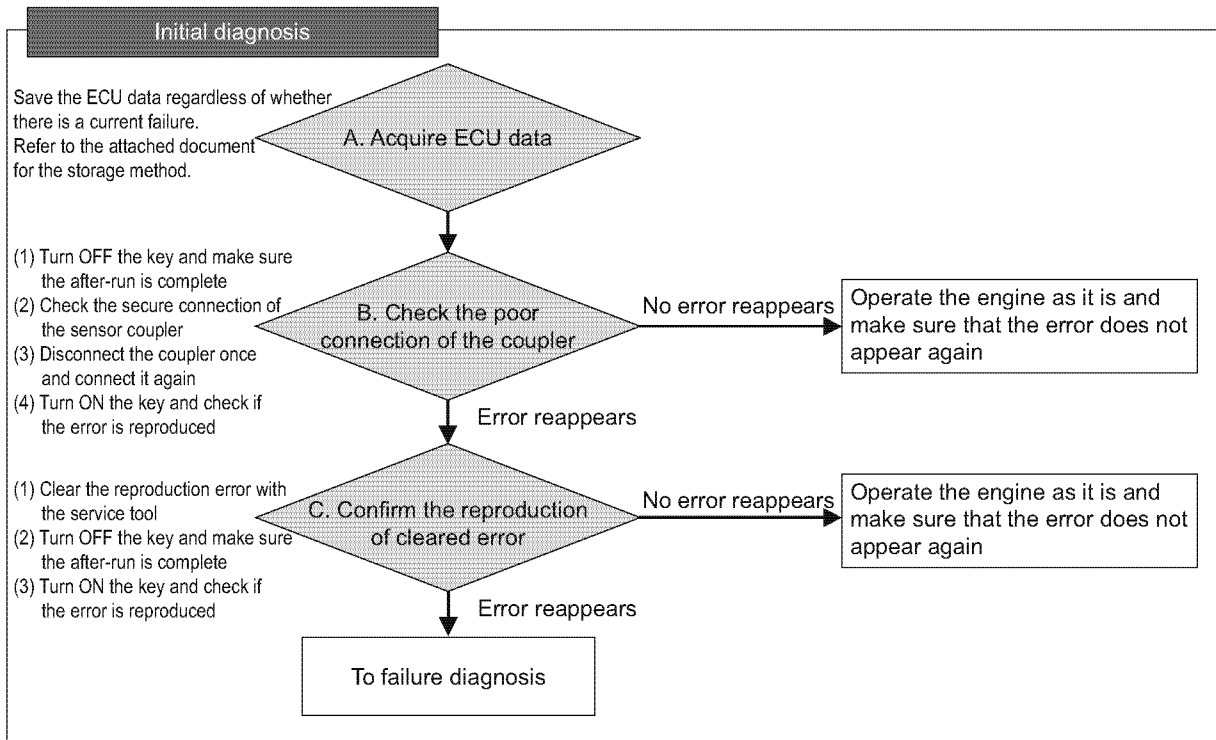 Initial diagnosis
Save the ECU data regardless of whether
there is a current failure.
Refer to the attached document
for the storage method.
A. Acquire ECU data
(1) Turn OFF the key and make sure
the after-run is complete
(2) Check the secure connection of
the sensor coupler
(3) Disconnect the coupler once
and connect it again
(4) Turn ON the key and check if
the error is reproduced
B. Check the poor
connection of the coupler
No error reappears
Operate the engine as it is and
make sure that the error does not
appear again
Error reappears
(1) Clear the reproduction error with
the service tool
(2) Turn OFF the key and make sure
the after-run is complete
(3) Turn ON the key and check if
the error is reproduced
C. Confirm the reproduction
of cleared error
No error reappears
Operate the engine as it is and
make sure that the error does not
appear again
Error reappears
To failure diagnosis